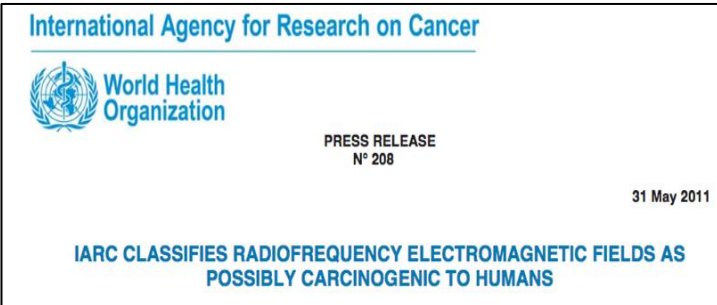 International Agency for Research on Cancer
World Health
Organization
PRESS RELEASE
N° 208
31 May 2011
IARC CLASSIFIES RADIOFREQUENCY ELECTROMAGNETIC FIELDS AS
POSSIBLY CARCINOGENIC TO HUMANS